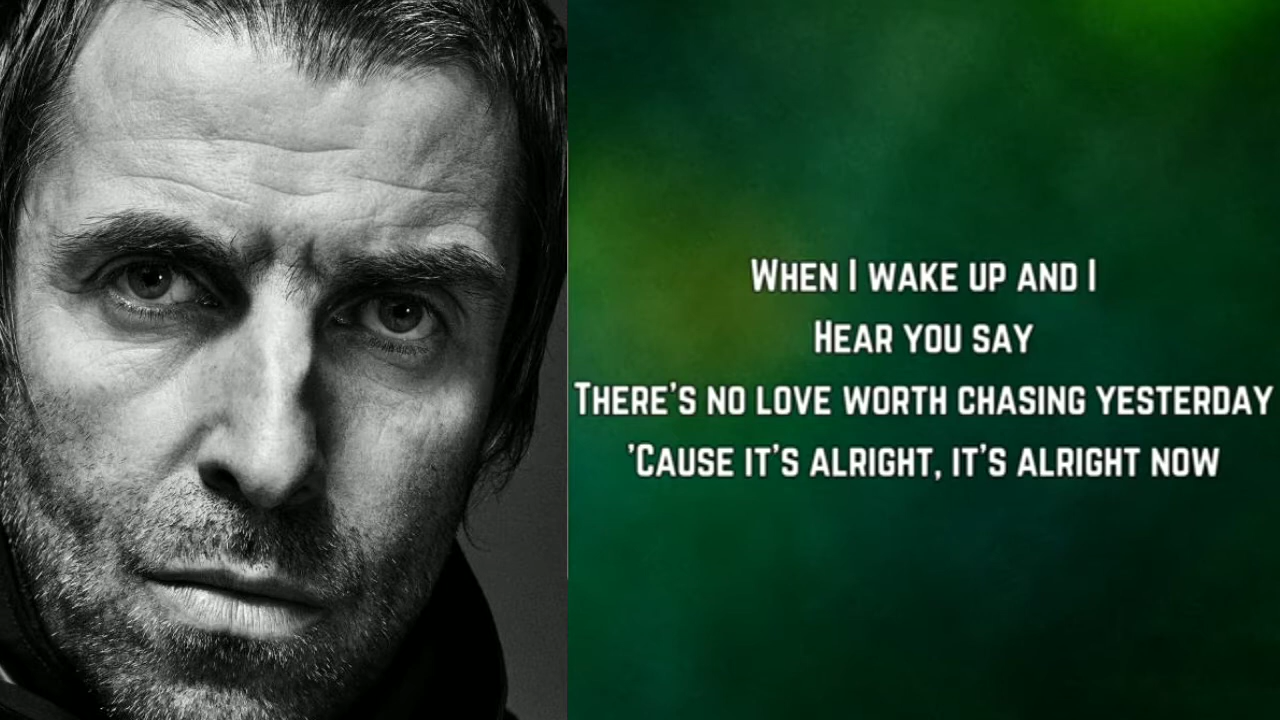 When I wake up and I
Hear you say
There's no love worth chasing yesterday
'Cause it's alright, it's alright now